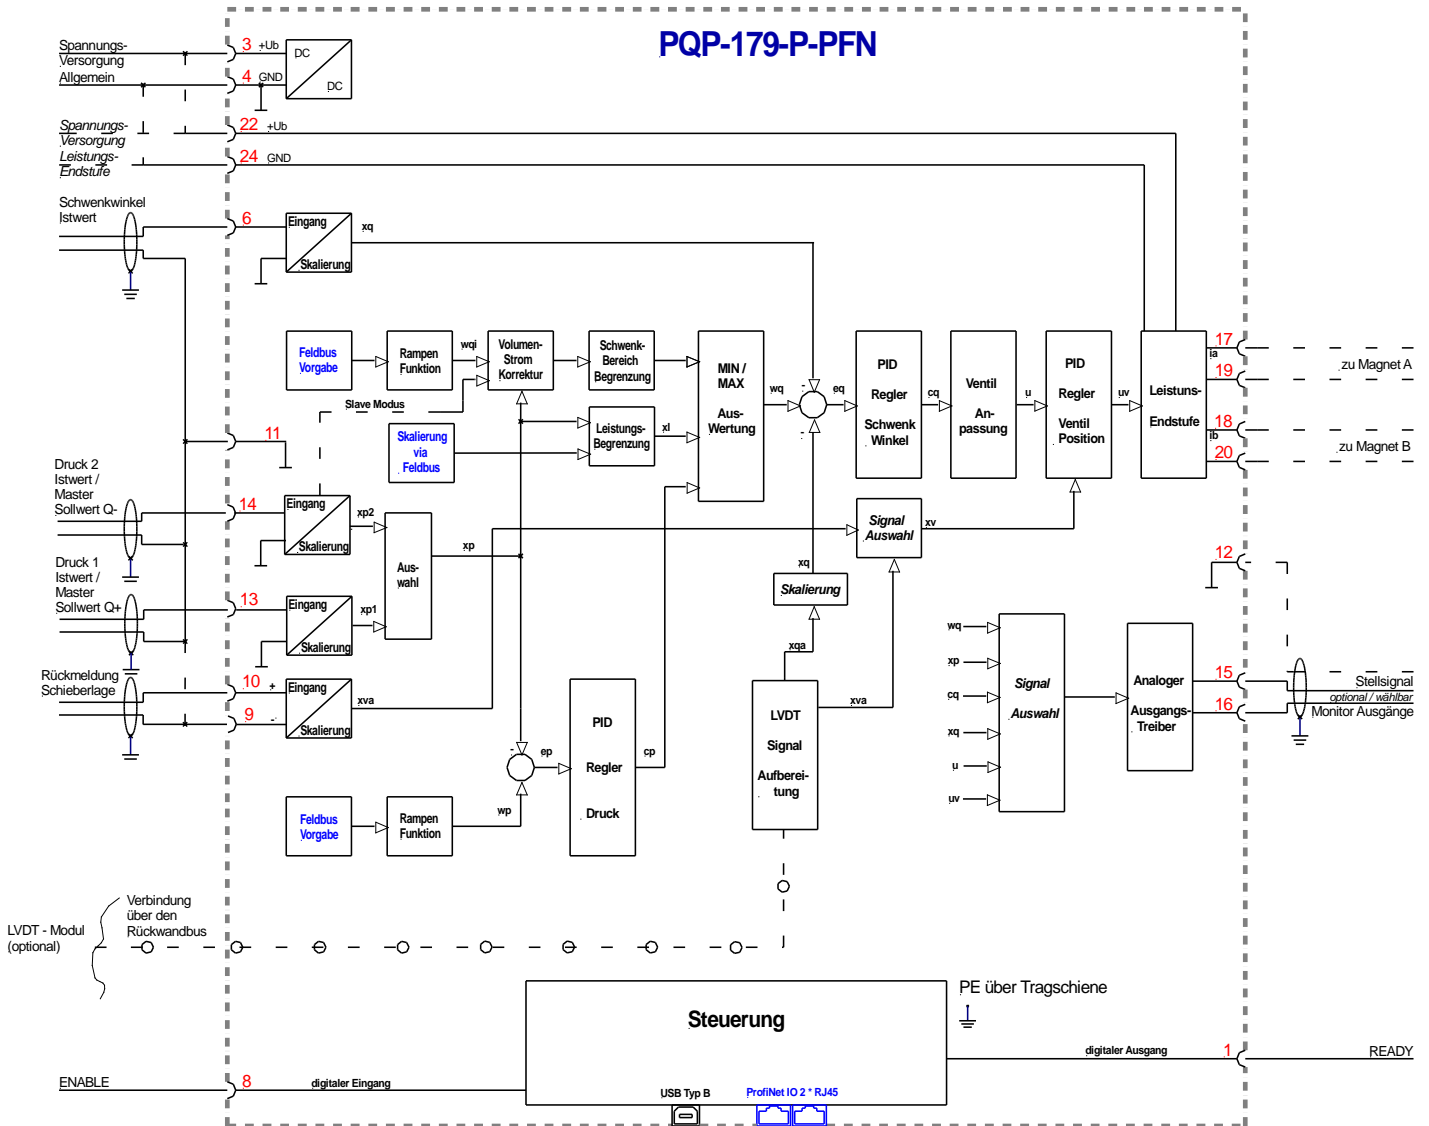 PQP-179-P-PFN
Spannungs-
Versorgung
Allgemein
3 +Ub
4 GND
DC
DC
Spannungs-
Versorgung
Leistungs-
Endstufe
22 +Ub
24 GND
Schwenkwinkel
Istwert
6
Eingang
Skalierung
xq
Feldbus
Vorgabe
Rampen
Funktion
wqi
Volumen-
Strom
Korrektur
Schwenk-
Bereich
Begrenzung
MIN /
MAX
Aus-
Wertung
wq
-
-
eq
PID
Regler
Schwenk
Winkel
cq
Ventil
An-
passung
u
PID
Regler
Ventil
Position
uv
Leistuns-
Endstufe
17
ia
19
zu Magnet A
18
ib
20
zu Magnet B
Slave Modus
Skalierung
via
Feldbus
Leistungs-
Begrenzung
xl
11
Druck 2
Istwert /
Master
Sollwert Q-
14
Eingang
Skalierung
xp2
Aus-
wahl
xp
Signal
Auswahl
xv
Druck 1
Istwert /
Master
Sollwert Q+
13
Eingang
Skalierung
xp1
xq
Skalierung
xqa
12
Rückmeldung
Schieberlage
10 +
9 -
Eingang
Skalierung
xva
LVDT
Signal
Aufberei-
tung
xva
wq
xp
cq
xq
u
uv
Signal
Auswahl
Analoger
Ausgangs-
Treiber
15
16
Stellsignal
optional / wählbar
Monitor Ausgänge
-
ep
wp
PID
Regler
Druck
cp
Feldbus
Vorgabe
Rampen
Funktion
LVDT - Modul
(optional)
Verbindung
über den
Rückwandbus
Steuerung
PE über Tragschiene
digitaler Ausgang
1
READY
ENABLE
8
digitaler Eingang
USB Typ B
ProfiNet IO 2 * RJ45